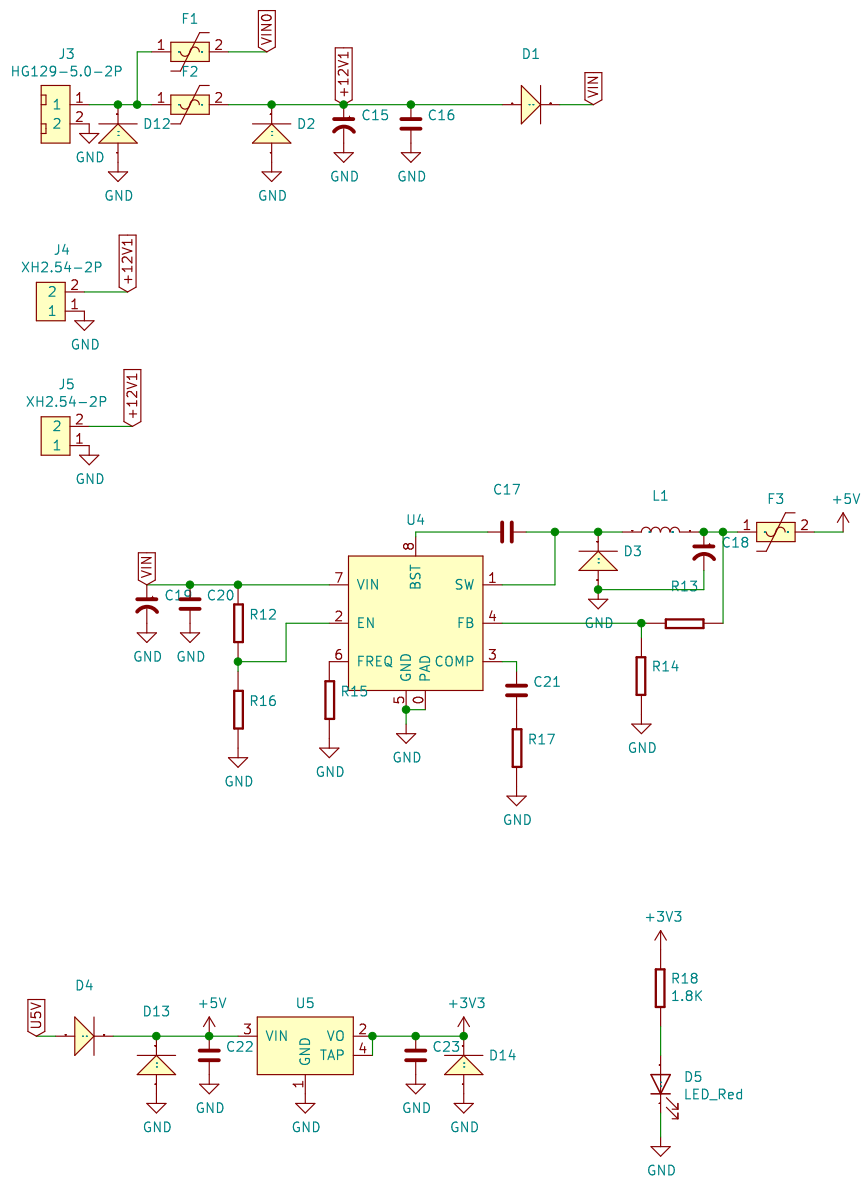 F1
VIN0
J3
HG129-5.0-2P
1 2
F2
+12V1
D1
VIN
1 1
2 2
1 2
D12
D2
C15
C16
GND
GND
GND
GND
GND
J4
XH2.54-2P
+12V1
2 2
1 1
GND
J5
XH2.54-2P
+12V1
2 2
1 1
GND
C17
L1
F3
+5V
U4
8
1 2
BST
D3
C18
VIN
C19
C20
7 VIN
SW 1
R13
R12
2 EN
FB 4
GND
GND
GND
6 FREQ
GND
PAD
COMP 3
R14
R15
R16
5
0
C21
R17
GND
GND
GND
GND
GND
+3V3
R18
1.8K
U5V
D4
D13
+5V
U5
+3V3
3 VIN
GND
VO 2
TAP 4
C22
C23
D14
1
GND
GND
GND
GND
GND
D5
LED_Red
GND